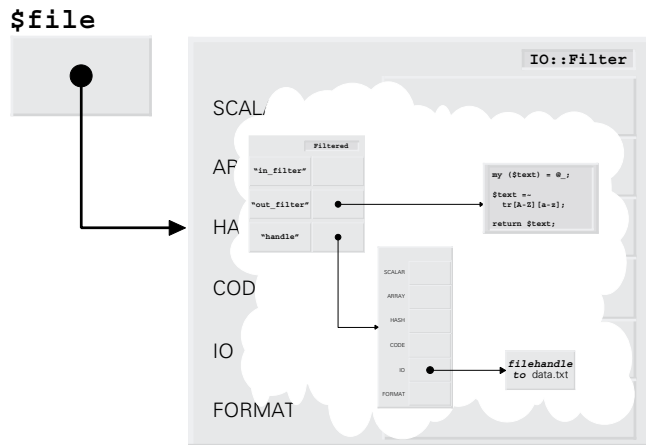 $file
IO::Filter
SCALA
AR
HA
COD
IO
FORMAT
Filtered
"in_filter"
"out_filter"
"handle"
my ($text) = @_;
$text =~
tr[A-Z][a-z];
return $text;
SCALAR
ARRAY
HASH
CODE
IO
FORMAT
filehandle
to data.txt